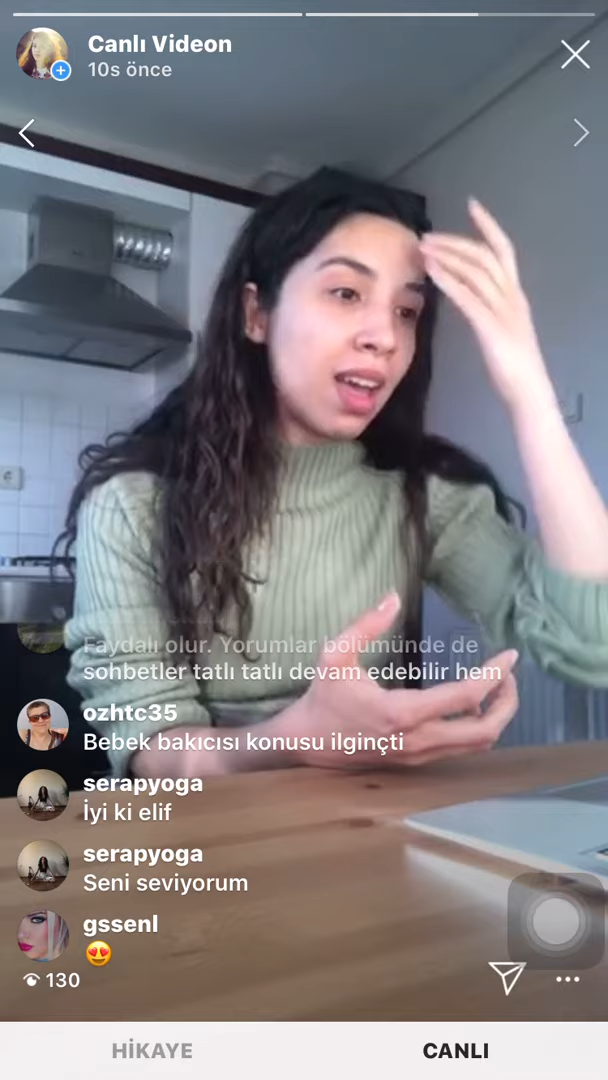 Canlı Videon
10s önce
Faydalı olur. Yorumlar bölümünde de
sohbetler tatlı tatlı devam edebilir hem
ozhtc35
Bebek bakıcısı konusu ilginçti
serapyoga
İyi ki elif
serapyoga
Seni seviyorum
gssenl
😍
130
HİKAYE
CANLI